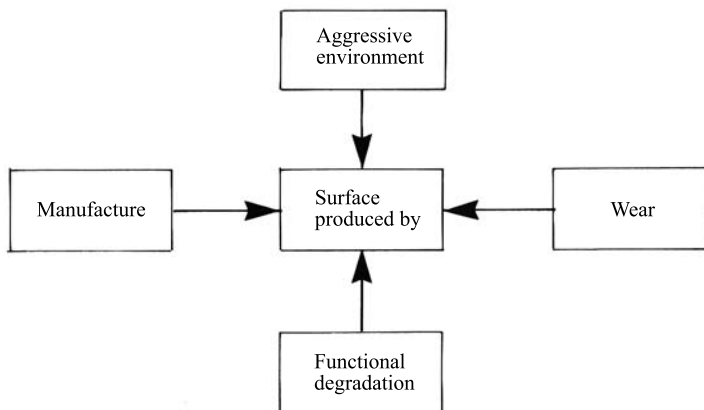 Aggressive
environment
Manufacture
Surface
produced by
Wear
Functional
degradation